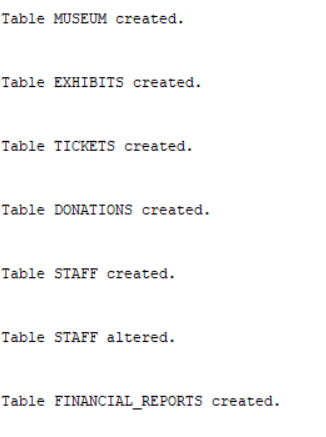 Table MUSEUM created.
Table EXHIBITS created.
Table TICKETS created.
Table DONATIONS created.
Table STAFF created.
Table STAFF altered.
Table FINANCIAL_REPORTS created.